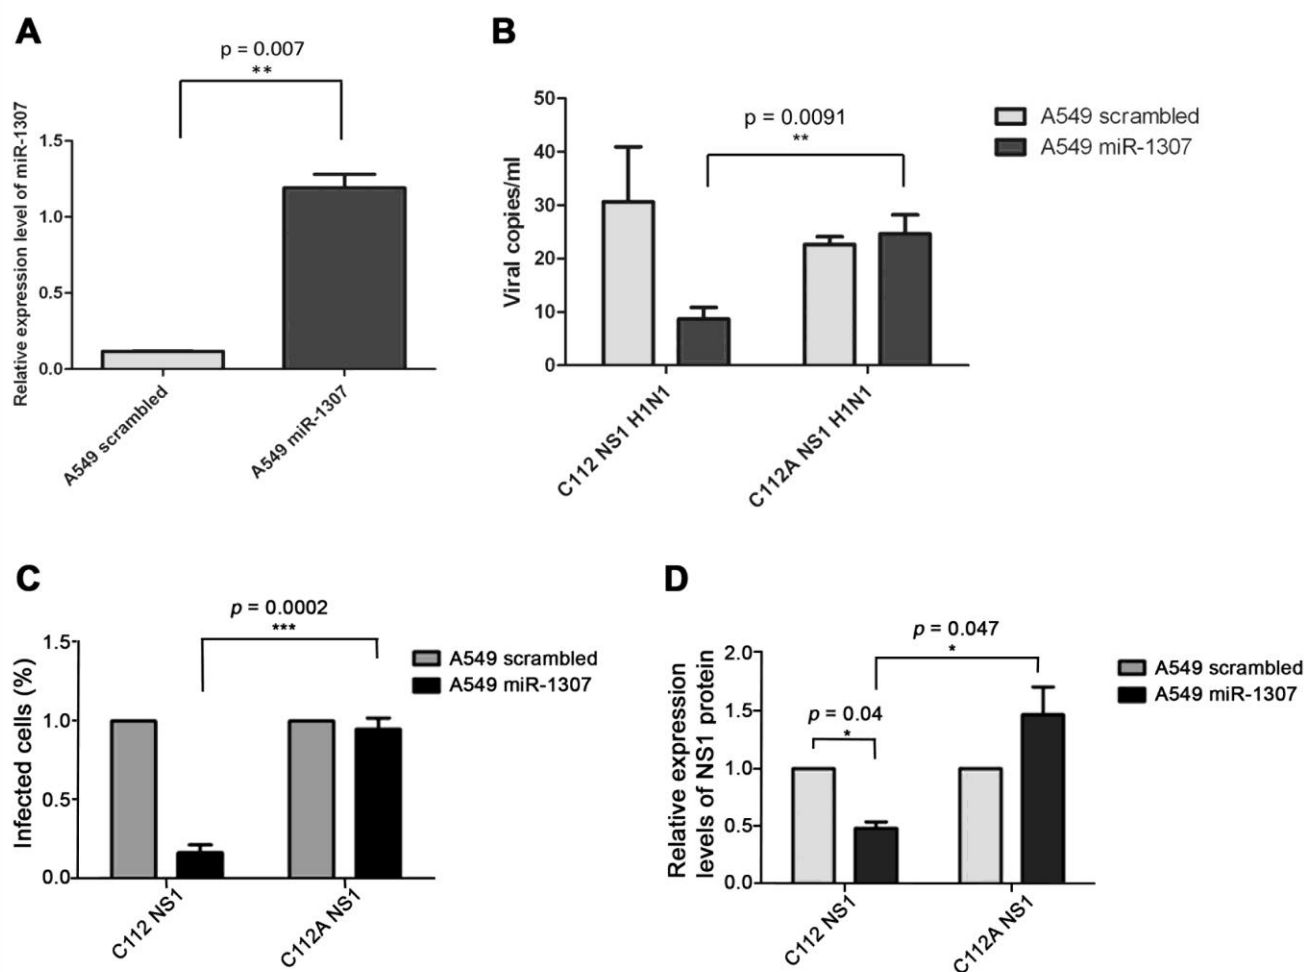 A
p = 0.007
**
Relative expression level of miR-1307
1.5
1.0
0.5
0.0
A549 scrambled
A549 miR-1307
B
p = 0.0091
**
Viral copies/ml
50
40
30
20
10
0
C112 NS1 H1N1
C112A NS1 H1N1
A549 scrambled
A549 miR-1307
C
p = 0.0002
***
Infected cells (%)
1.5
1.0
0.5
0.0
C112 NS1
C112A NS1
A549 scrambled
A549 miR-1307
D
p = 0.047
*
p = 0.04
*
Relative expression
levels of NS1 protein
2.0
1.5
1.0
0.5
0.0
C112 NS1
C112A NS1
A549 scrambled
A549 miR-1307